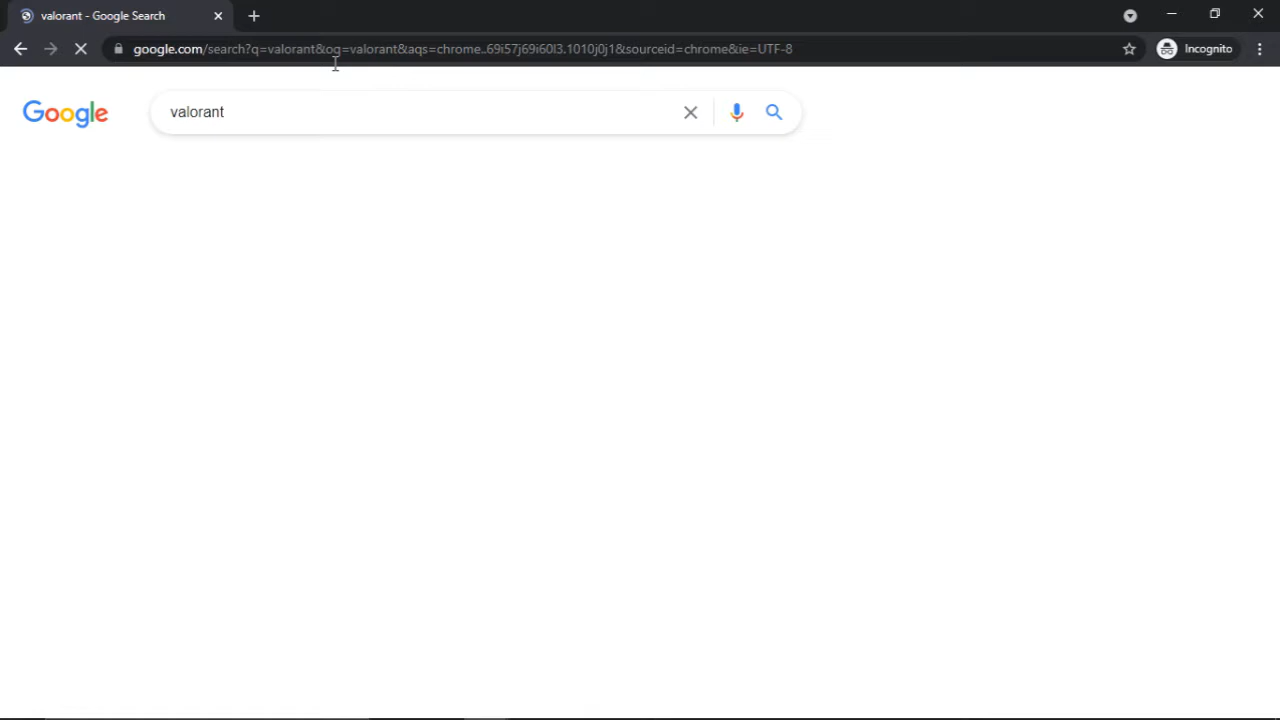 valorant - Google Search
google.com/search?q=valorant&oq=valorant&aqs=chrome..69i57j69i60l3.1010j0j1&sourceid=chrome&ie=UTF-8
Incognito
Google
valorant